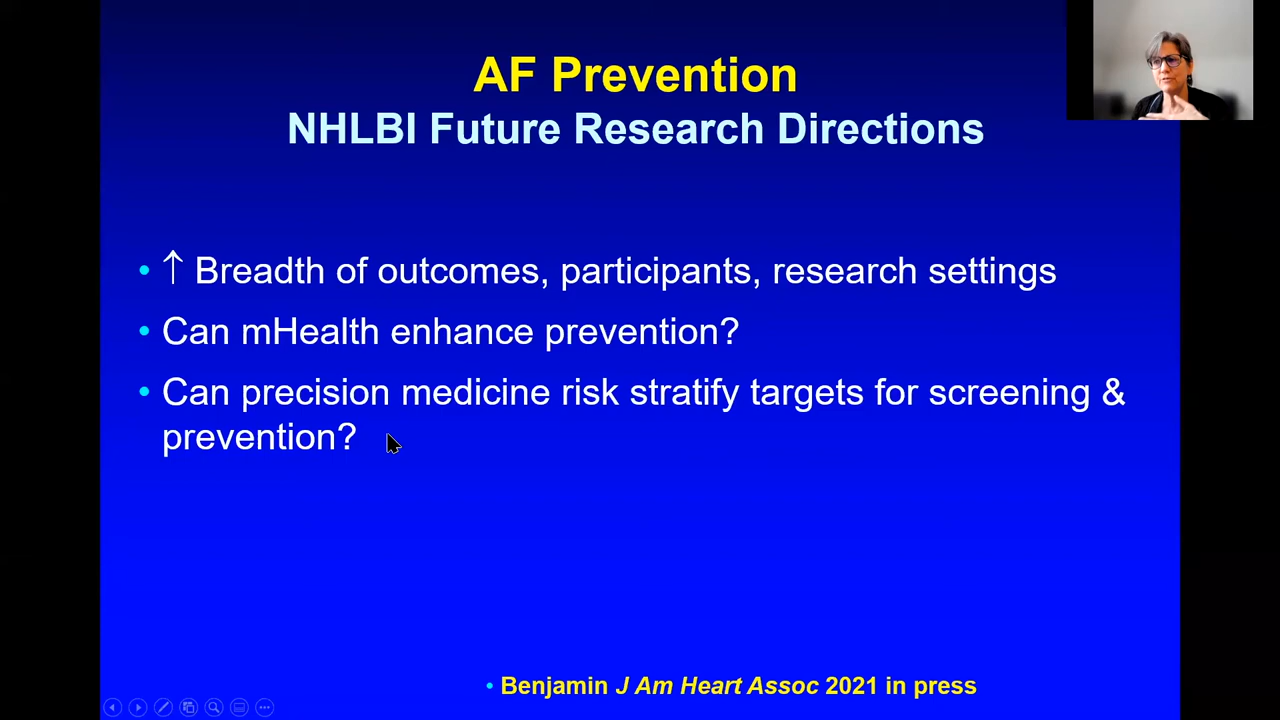 AF Prevention
NHLBI Future Research Directions
• ↑ Breadth of outcomes, participants, research settings
• Can mHealth enhance prevention?
• Can precision medicine risk stratify targets for screening &
prevention?
• Benjamin J Am Heart Assoc 2021 in press